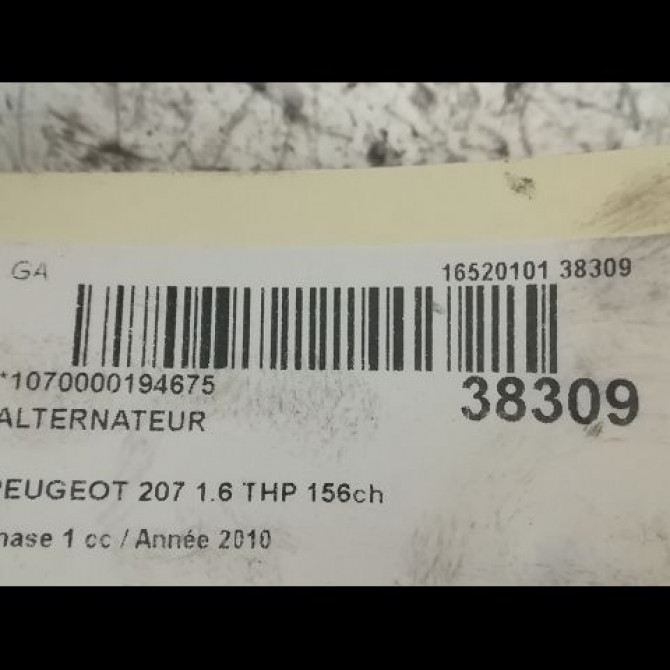 GA
16520101 38309
*1070000194675
38309
ALTERNATEUR
PEUGEOT 207 1.6 THP 156ch
hase 1 cc / Année 2010